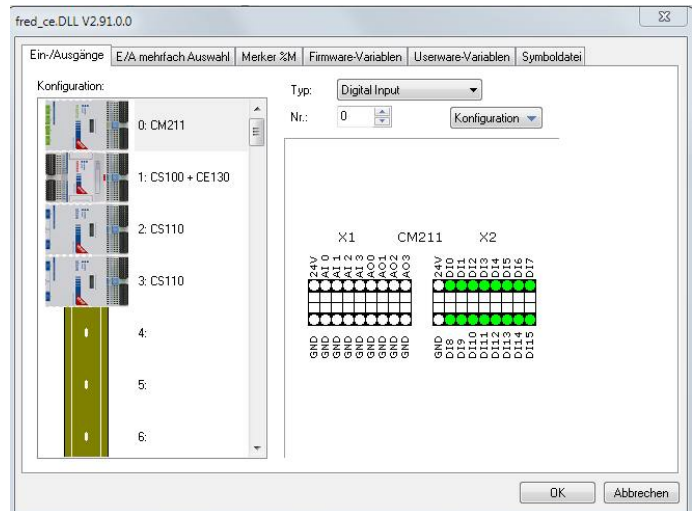 fred_ce.DLL V2.91.0.0
Ein-/Ausgänge
E/A mehrfach Auswahl
Merker %M
Firmware-Variablen
Userware-Variablen
Symboldatei
Konfiguration:
0: CM211
1: CS100 + CE130
2: CS110
3: CS110
4:
5:
6:
Typ: Digital Input
Nr.: 0 Konfiguration
X1 CM211 X2
24V AI 0 AI 1 AI 2 AI 3 AO0 AO1 AO2 AO3
24V DI0 DI1 DI2 DI3 DI4 DI5 DI6 DI7
GND GND GND GND GND GND GND GND GND
GND DI8 DI9 DI10 DI11 DI12 DI13 DI14 DI15
OK Abbrechen